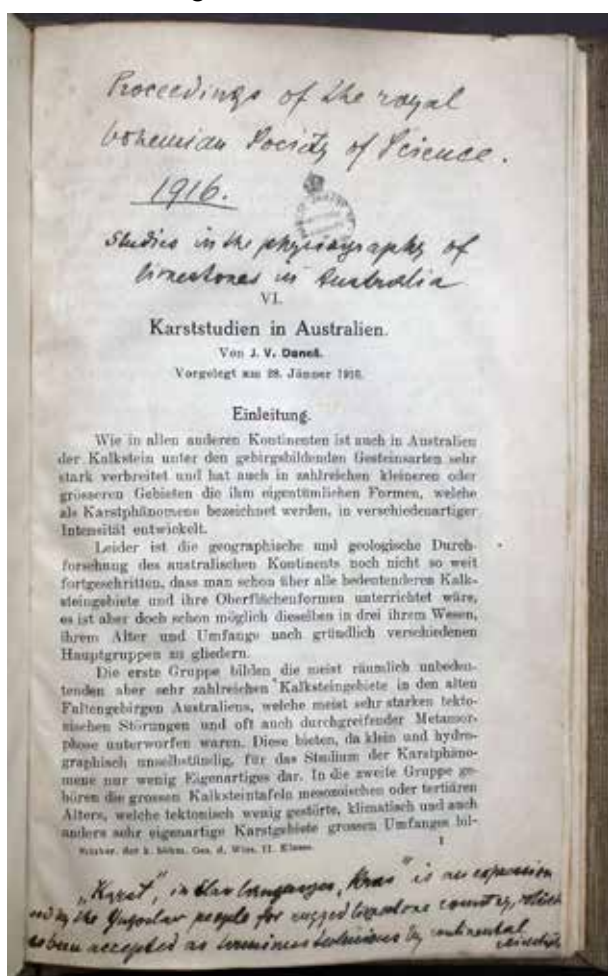 Proceedings of the royal
bohemian Society of Science.
1916.
Studies in the physiography of
limestones in Australia
VI.
Karststudien in Australien.
Von J. V. Daneš.
Vorgelegt am 28. Jänner 1916.
Einleitung.
Wie in allen anderen Kontinenten ist auch in Australien
der Kalkstein unter den gebirgsbildenden Gesteinsarten sehr
stark verbreitet und hat auch in zahlreichen kleineren oder
grösseren Gebieten die ihm eigentümlichen Formen, welche
als Karstphänomene bezeichnet werden, in verschiedenartiger
Intensität entwickelt.
Leider ist die geographische und geologische Durch-
forschung des australischen Kontinents noch nicht so weit
fortgeschritten, dass man schon über alle bedeutenderen Kalk-
steingebiete und ihre Oberflächenformen unterrichtet wäre,
es ist aber doch schon möglich dieselben in drei ihrem Wesen,
ihrem Alter und Umfange nach gründlich verschiedenen
Hauptgruppen zu gliedern.
Die erste Gruppe bilden die meist räumlich unbedeu-
tenden aber sehr zahlreichen Kalksteingebiete in den alten
Faltengebirgen Australiens, welche meist sehr starken tekto-
nischen Störungen und oft auch durchgreifender Metamor-
phose unterworfen waren. Diese bieten, da klein und hydro-
graphisch unselbständig, für das Studium der Karstphäno-
mene nur wenig Eigenartiges dar. In die zweite Gruppe ge-
hören die grossen Kalksteintafeln mesozoischen oder tertiären
Alters, welche tektonisch wenig gestörte, klimatisch und auch
anders sehr eigenartige Karstgebiete grossen Umfanges bil-
Sitzber. der k. böhm. Ges. d. Wiss. II. Klasse. 1
„Karst", in Slav languages, „Kras" is an expression
used by the Yugoslav people for rugged limestone country, which
has been accepted as terminus technicus by continental
scientists